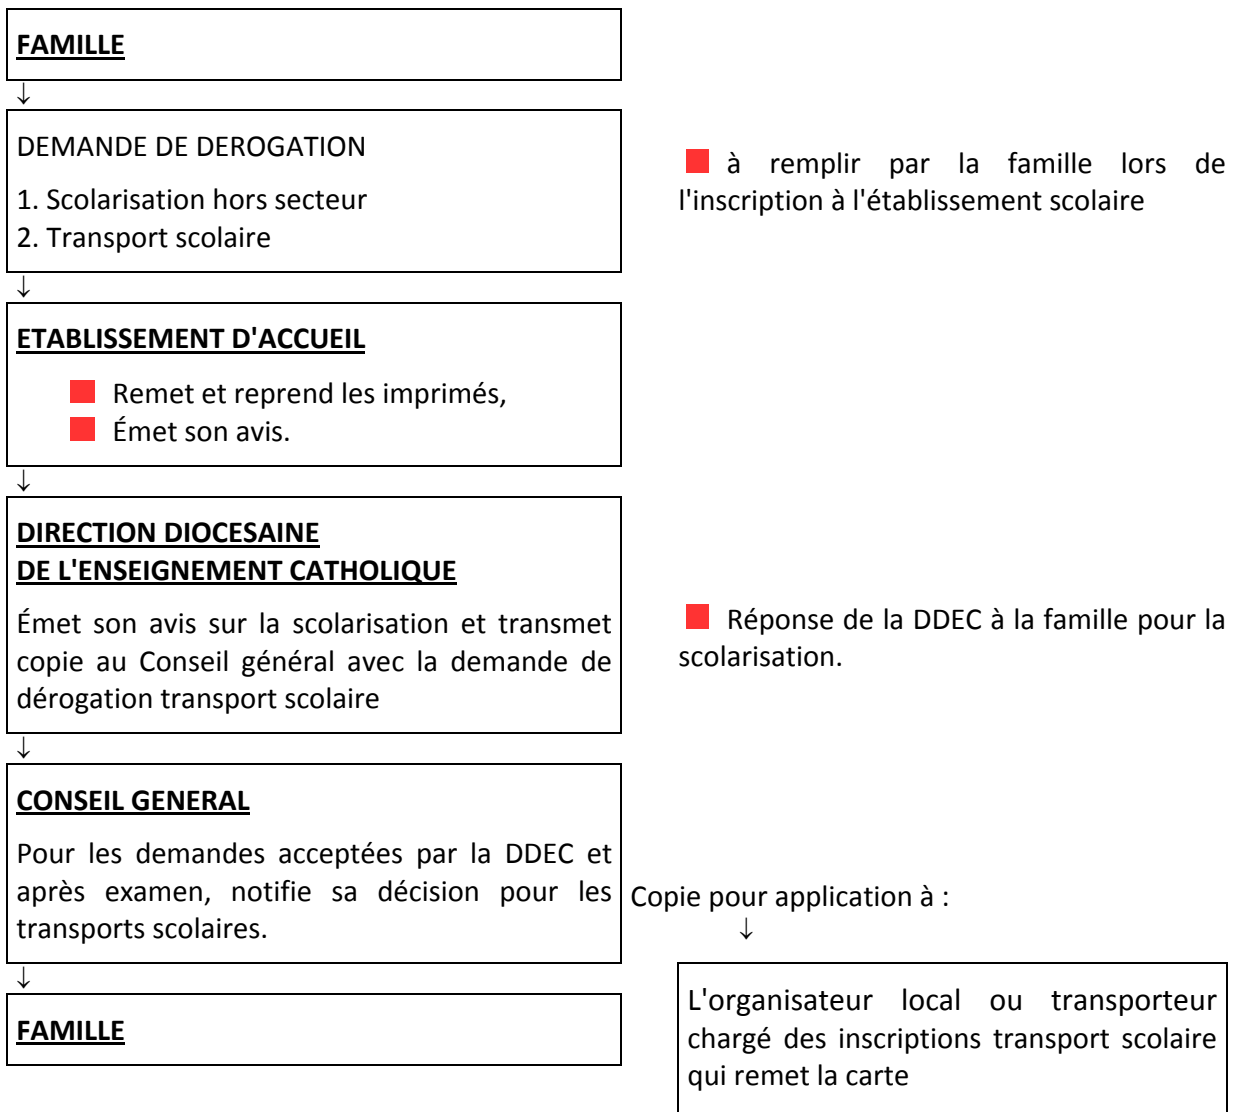 FAMILLE
↓
DEMANDE DE DEROGATION
1. Scolarisation hors secteur
2. Transport scolaire
■ à remplir par la famille lors de
l'inscription à l'établissement scolaire
↓
ETABLISSEMENT D'ACCUEIL
■ Remet et reprend les imprimés,
■ Émet son avis.
↓
DIRECTION DIOCESAINE
DE L'ENSEIGNEMENT CATHOLIQUE
Émet son avis sur la scolarisation et transmet
copie au Conseil général avec la demande de
dérogation transport scolaire
■ Réponse de la DDEC à la famille pour la
scolarisation.
↓
CONSEIL GENERAL
Pour les demandes acceptées par la DDEC et
après examen, notifie sa décision pour les
transports scolaires.
Copie pour application à :
↓
↓
FAMILLE
L'organisateur local ou transporteur
chargé des inscriptions transport scolaire
qui remet la carte